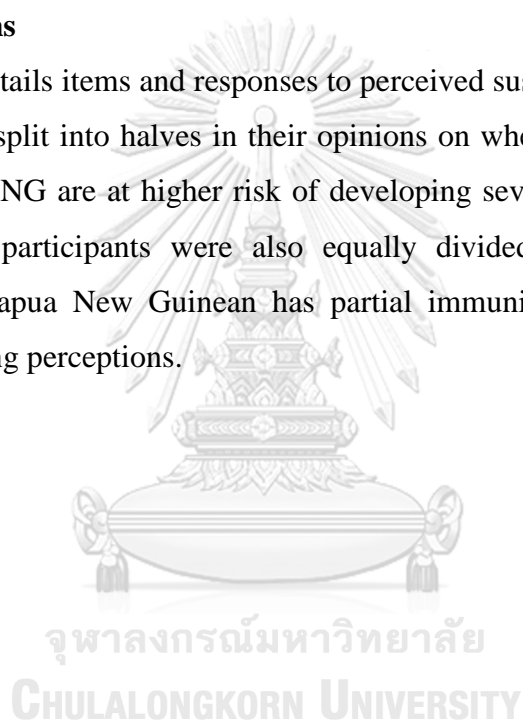 ns
tails items and responses to perceived sus
split into halves in their opinions on who
NG are at higher risk of developing sev
participants were also equally divided
apua New Guinean has partial immuni
ng perceptions.
จุฬาลงกรณ์มหาวิทยาลัย
CHULALONGKORN UNIVERSITY